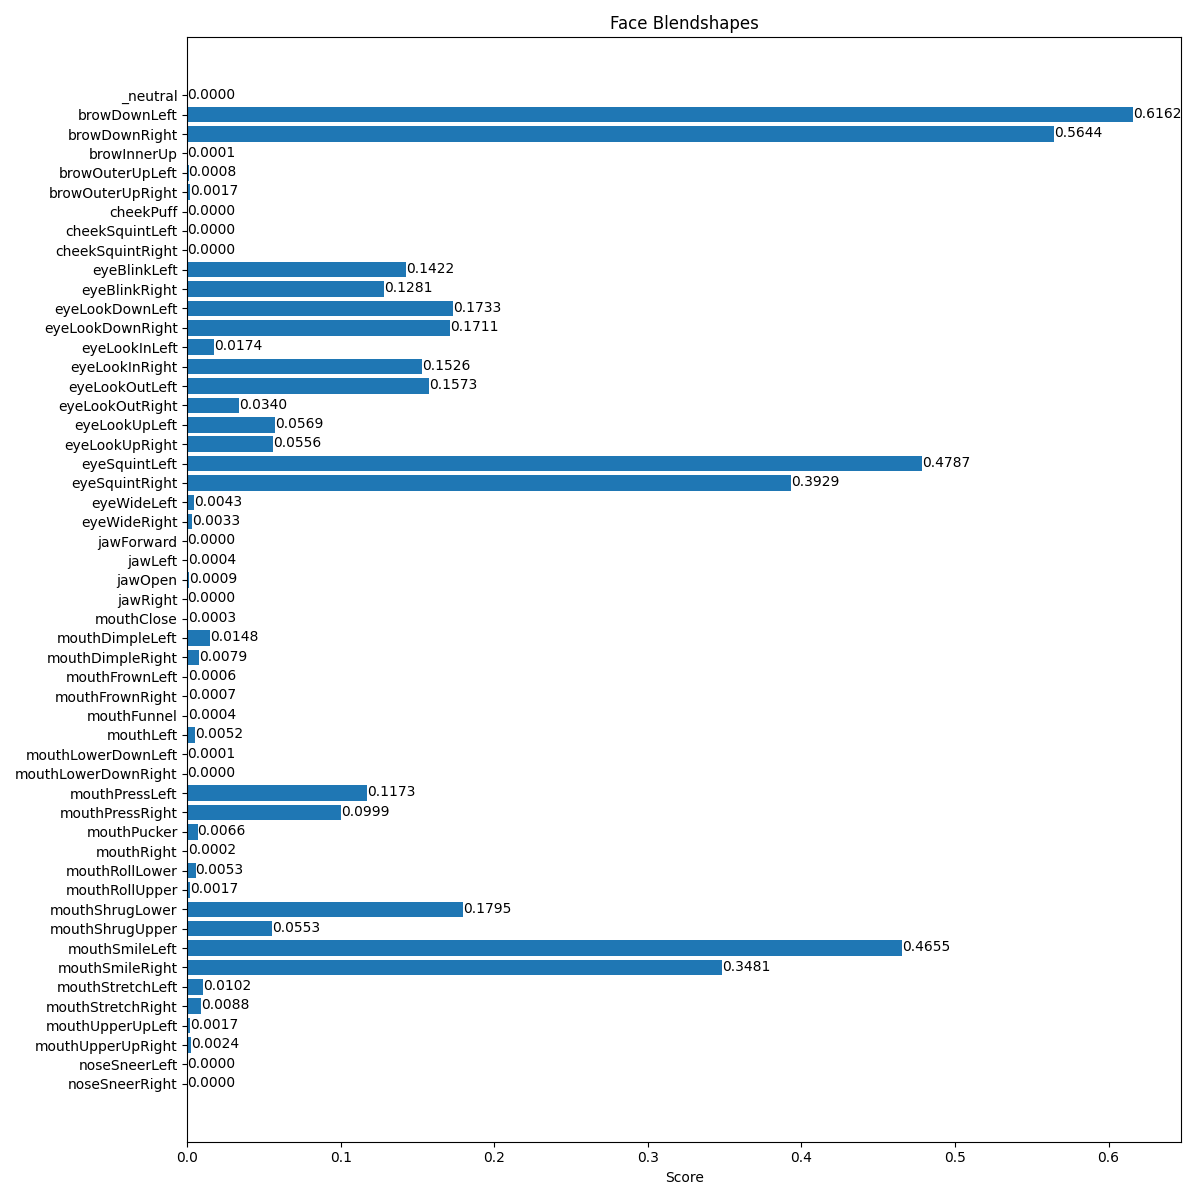 Face Blendshapes
_neutral 0.0000
browDownLeft 0.6162
browDownRight 0.5644
browInnerUp 0.0001
browOuterUpLeft 0.0008
browOuterUpRight 0.0017
cheekPuff 0.0000
cheekSquintLeft 0.0000
cheekSquintRight 0.0000
eyeBlinkLeft 0.1422
eyeBlinkRight 0.1281
eyeLookDownLeft 0.1733
eyeLookDownRight 0.1711
eyeLookInLeft 0.0174
eyeLookInRight 0.1526
eyeLookOutLeft 0.1573
eyeLookOutRight 0.0340
eyeLookUpLeft 0.0569
eyeLookUpRight 0.0556
eyeSquintLeft 0.4787
eyeSquintRight 0.3929
eyeWideLeft 0.0043
eyeWideRight 0.0033
jawForward 0.0000
jawLeft 0.0004
jawOpen 0.0009
jawRight 0.0000
mouthClose 0.0003
mouthDimpleLeft 0.0148
mouthDimpleRight 0.0079
mouthFrownLeft 0.0006
mouthFrownRight 0.0007
mouthFunnel 0.0004
mouthLeft 0.0052
mouthLowerDownLeft 0.0001
mouthLowerDownRight 0.0000
mouthPressLeft 0.1173
mouthPressRight 0.0999
mouthPucker 0.0066
mouthRight 0.0002
mouthRollLower 0.0053
mouthRollUpper 0.0017
mouthShrugLower 0.1795
mouthShrugUpper 0.0553
mouthSmileLeft 0.4655
mouthSmileRight 0.3481
mouthStretchLeft 0.0102
mouthStretchRight 0.0088
mouthUpperUpLeft 0.0017
mouthUpperUpRight 0.0024
noseSneerLeft 0.0000
noseSneerRight 0.0000
0.0 0.1 0.2 0.3 0.4 0.5 0.6
Score